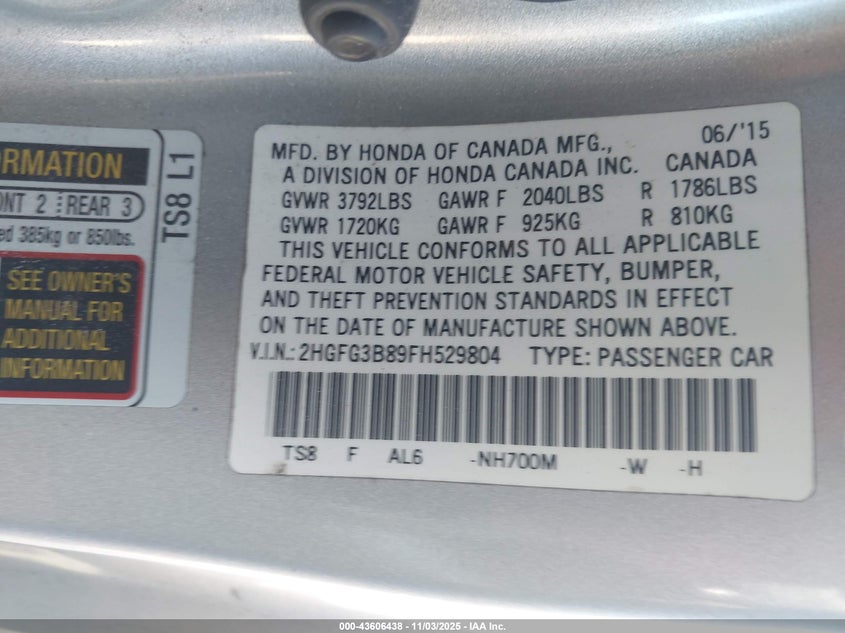 ORMATION
ONT 2 REAR 3
ed 385kg or 850lbs.
SEE OWNER'S
MANUAL FOR
ADDITIONAL
INFORMATION
TS8 L1
MFD. BY HONDA OF CANADA MFG., 06/'15
A DIVISION OF HONDA CANADA INC. CANADA
GVWR 3792LBS GAWR F 2040LBS R 1786LBS
GVWR 1720KG GAWR F 925KG R 810KG
THIS VEHICLE CONFORMS TO ALL APPLICABLE
FEDERAL MOTOR VEHICLE SAFETY, BUMPER,
AND THEFT PREVENTION STANDARDS IN EFFECT
ON THE DATE OF MANUFACTURE SHOWN ABOVE.
V.I.N.: 2HGFG3B89FH529804 TYPE: PASSENGER CAR
TS8 F AL6 -NH700M -W -H
000-43606438 - 11/03/2025 - IAA Inc.